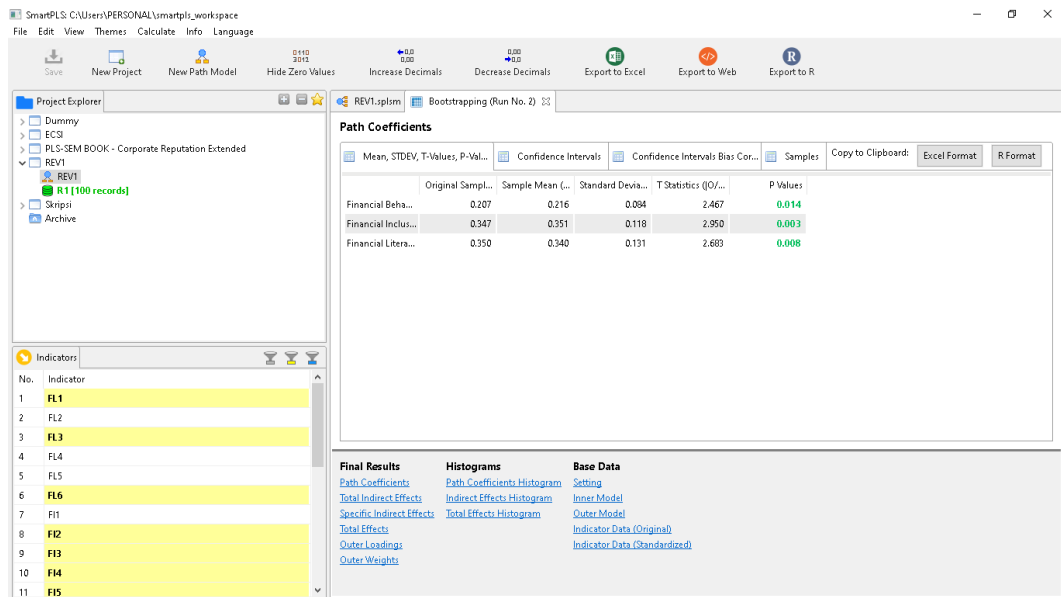 SmartPLS: C:\Users\PERSONAL\smartpls_workspace
File Edit View Themes Calculate Info Language
Save New Project New Path Model Hide Zero Values Increase Decimals Decrease Decimals Export to Excel Export to Web Export to R
Project Explorer
Dummy
ECSI
PLS-SEM BOOK - Corporate Reputation Extended
REV1
REV1
R1 [100 records]
Skripsi
Archive
Indicators
No. Indicator
1 FL1
2 FL2
3 FL3
4 FL4
5 FL5
6 FL6
7 FI1
8 FI2
9 FI3
10 FI4
11 FI5
REV1.splsm Bootstrapping (Run No. 2)
Path Coefficients
Mean, STDEV, T-Values, P-Val... Confidence Intervals Confidence Intervals Bias Cor... Samples Copy to Clipboard: Excel Format R Format
Original Sampl... Sample Mean (... Standard Devia... T Statistics (|O/... P Values
Financial Beha... 0.207 0.216 0.084 2.467 0.014
Financial Inclus... 0.347 0.351 0.118 2.950 0.003
Financial Litera... 0.350 0.340 0.131 2.683 0.008
Final Results Histograms Base Data
Path Coefficients Path Coefficients Histogram Setting
Total Indirect Effects Indirect Effects Histogram Inner Model
Specific Indirect Effects Total Effects Histogram Outer Model
Total Effects Indicator Data (Original)
Outer Loadings Indicator Data (Standardized)
Outer Weights